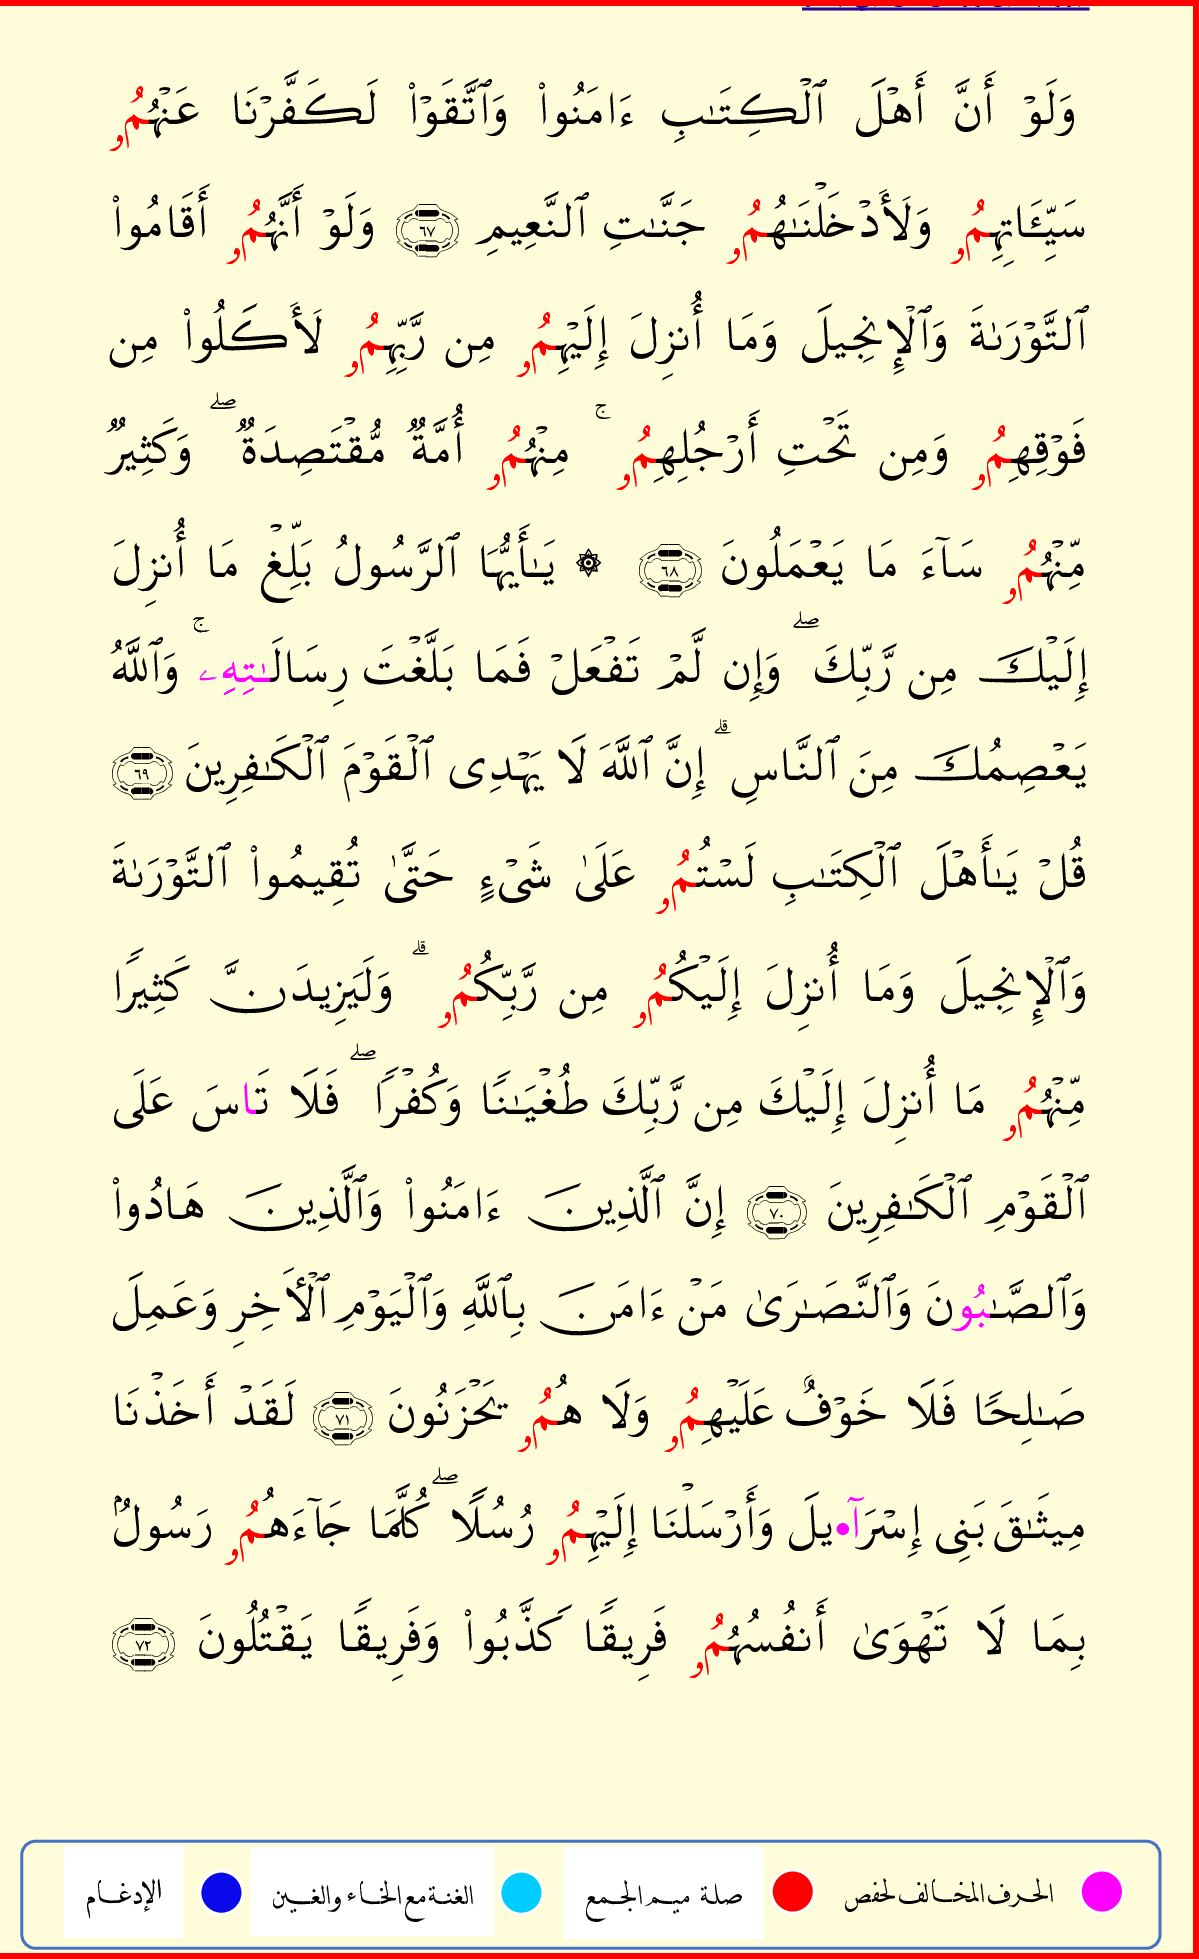 وَلَوۡ أَنَّ أَهۡلَ ٱلۡكِتَٰبِ ءَامَنُواْ وَٱتَّقَوۡاْ لَكَفَّرۡنَا عَنۡهُمُۥ
سَيِّـَٔاتِهِمُۥ وَلَأَدۡخَلۡنَٰهُمُۥ جَنَّٰتِ ٱلنَّعِيمِ ٦٧ وَلَوۡ أَنَّهُمُۥ أَقَامُواْ
ٱلتَّوۡرَىٰةَ وَٱلۡإِنجِيلَ وَمَا أُنزِلَ إِلَيۡهِمُۥ مِن رَّبِّهِمُۥ لَأَكَلُواْ مِن
فَوۡقِهِمُۥ وَمِن تَحۡتِ أَرۡجُلِهِمُۥ ۚ مِنۡهُمُۥ أُمَّةٞ مُّقۡتَصِدَةٞ ۖ وَكَثِيرٞ
مِّنۡهُمُۥ سَآءَ مَا يَعۡمَلُونَ ٦٨ ۞ يَٰأَيُّهَا ٱلرَّسُولُ بَلِّغۡ مَا أُنزِلَ
إِلَيۡكَ مِن رَّبِّكَ ۖ وَإِن لَّمۡ تَفۡعَلۡ فَمَا بَلَّغۡتَ رِسَالَٰتِهِۦ ۚ وَٱللَّهُ
يَعۡصِمُكَ مِنَ ٱلنَّاسِ ۗ إِنَّ ٱللَّهَ لَا يَهۡدِى ٱلۡقَوۡمَ ٱلۡكَٰفِرِينَ ٦٩
قُلۡ يَٰأَهۡلَ ٱلۡكِتَٰبِ لَسۡتُمُۥ عَلَىٰ شَىۡءٍ حَتَّىٰ تُقِيمُواْ ٱلتَّوۡرَىٰةَ
وَٱلۡإِنجِيلَ وَمَا أُنزِلَ إِلَيۡكُمُۥ مِن رَّبِّكُمُۥ ۗ وَلَيَزِيدَنَّ كَثِيرٗا
مِّنۡهُمُۥ مَا أُنزِلَ إِلَيۡكَ مِن رَّبِّكَ طُغۡيَٰنٗا وَكُفۡرٗا ۖ فَلَا تَاسَ عَلَى
ٱلۡقَوۡمِ ٱلۡكَٰفِرِينَ ٧٠ إِنَّ ٱلَّذِينَ ءَامَنُواْ وَٱلَّذِينَ هَادُواْ
وَٱلصَّٰبُونَ وَٱلنَّصَٰرَىٰ مَنۡ ءَامَنَ بِٱللَّهِ وَٱلۡيَوۡمِ ٱلۡأٓخِرِ وَعَمِلَ
صَٰلِحٗا فَلَا خَوۡفٌ عَلَيۡهِمُۥ وَلَا هُمُۥ يَحۡزَنُونَ ٧١ لَقَدۡ أَخَذۡنَا
مِيثَٰقَ بَنِى إِسۡرَآ•يلَ وَأَرۡسَلۡنَا إِلَيۡهِمُۥ رُسُلٗا ۖ كُلَّمَا جَآءَهُمُۥ رَسُولُۢ
بِمَا لَا تَهۡوَىٰ أَنفُسُهُمُۥ فَرِيقٗا كَذَّبُواْ وَفَرِيقٗا يَقۡتُلُونَ ٧٢
الحرف المخالف لحفص صلة ميم الجمع الغنة مع الخاء والغين الإدغام